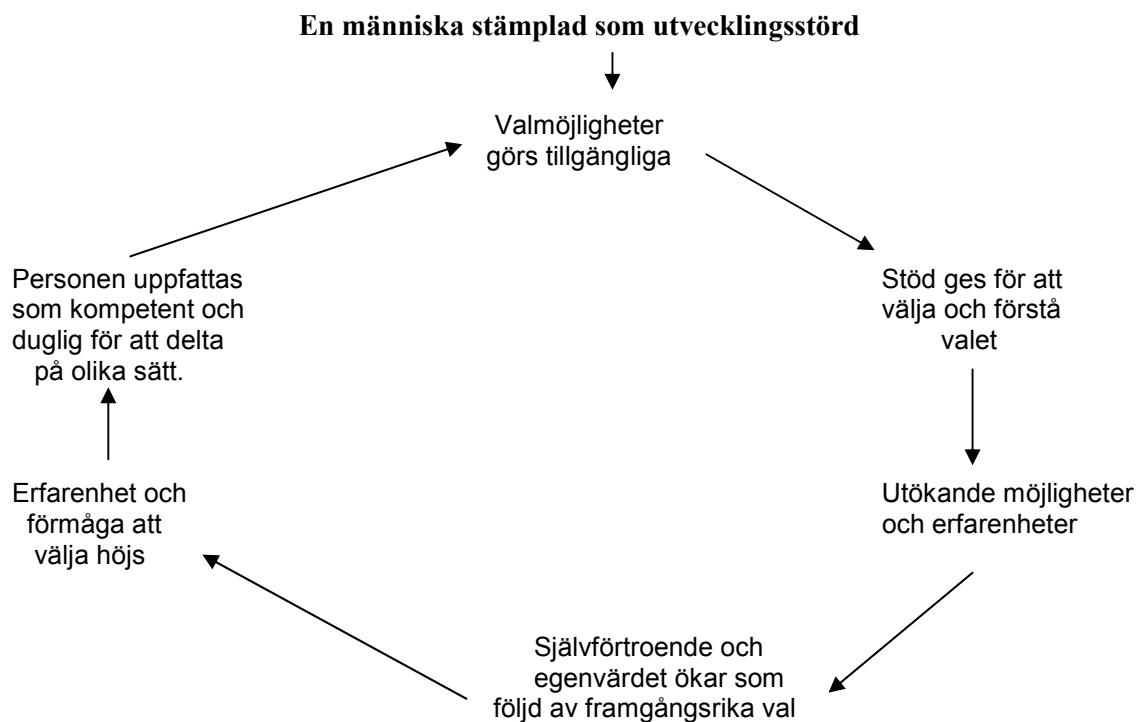 En människa stämplad som utvecklingsstörd
Valmöjligheter
görs tillgängliga
Stöd ges för att
välja och förstå
valet
Utökande möjligheter
och erfarenheter
Självförtroende och
egenvärdet ökar som
följd av framgångsrika val
Erfarenhet och
förmåga att
välja höjs
Personen uppfattas
som kompetent och
duglig för att delta
på olika sätt.